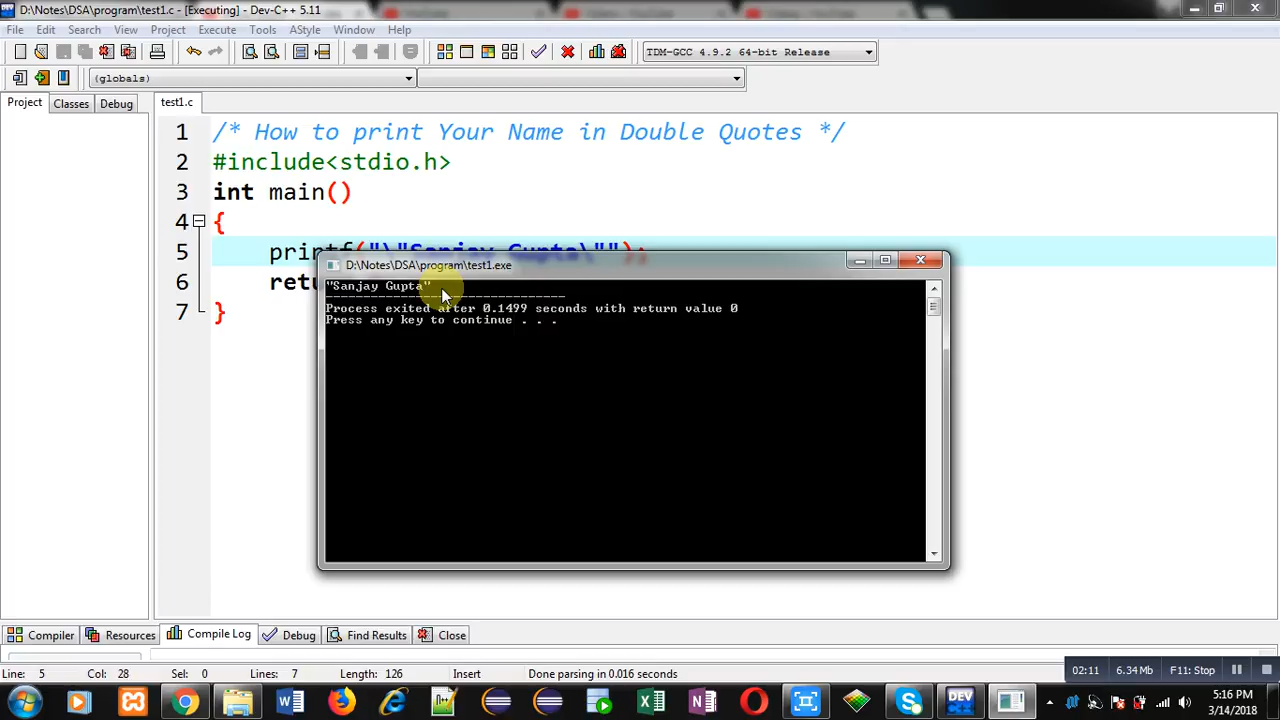 D:\Notes\DSA\program\test1.c - [Executing] - Dev-C++ 5.11
File Edit Search View Project Execute Tools AStyle Window Help
TDM-GCC 4.9.2 64-bit Release
(globals)
Project Classes Debug test1.c
1 /* How to print Your Name in Double Quotes */
2 #include<stdio.h>
3 int main()
4 {
5 printf("\"Sanjay Gupta\"");
6 retu
7 }
D:\Notes\DSA\program\test1.exe
"Sanjay Gupta"
--------------------------------
Process exited after 0.1499 seconds with return value 0
Press any key to continue . . .
Compiler Resources Compile Log Debug Find Results Close
Line: 5 Col: 28 Sel: 0 Lines: 7 Length: 126 Insert Done parsing in 0.016 seconds
02:11 6.34 Mb F11: Stop
W DEV
5:16 PM
3/14/2018